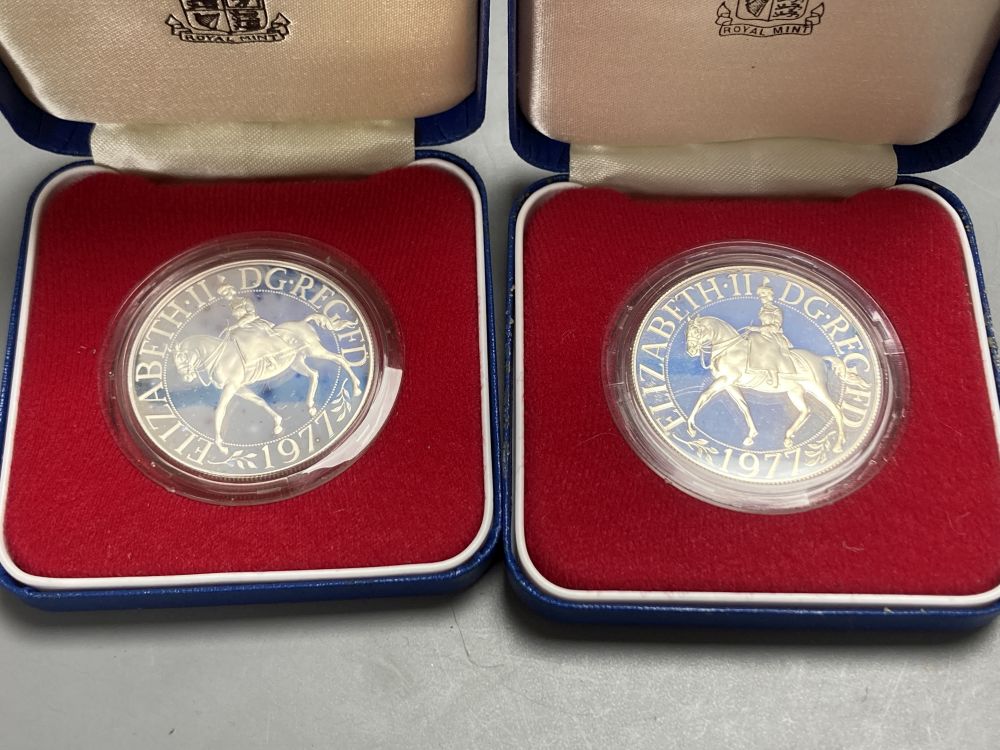 ROYAL MINT
ROYAL MINT
ELIZABETH·II DG·REG FD 1977
ELIZABETH·II DG·REG FD 1977